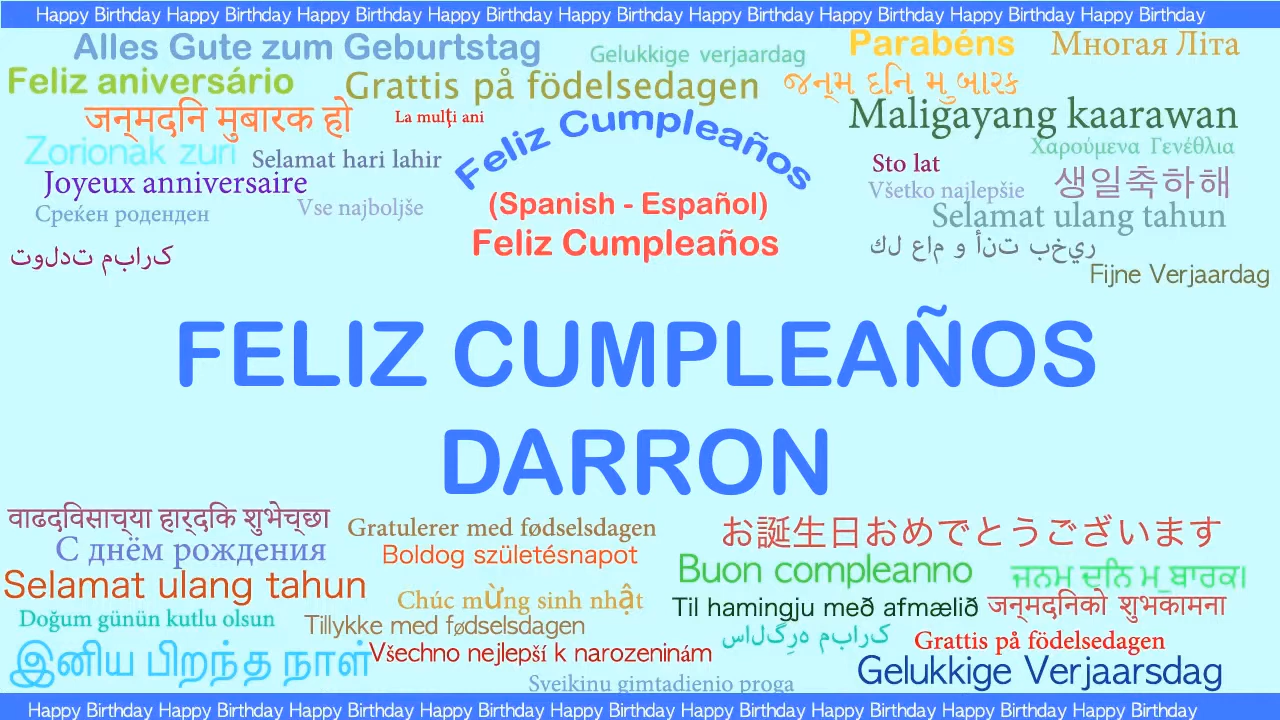 Happy Birthday Happy Birthday Happy Birthday Happy Birthday Happy Birthday Happy Birthday Happy Birthday Happy Birthday Happy Birthday
Alles Gute zum Geburtstag
Gelukkige verjaardag
Parabéns
Многая Літа
Feliz aniversário
Grattis på födelsedagen
જન્મ દિન મુબારક
जन्मदिन मुबारक हो
La mulţi ani
Feliz Cumpleaños
Maligayang kaarawan
Zorionak zuri
Selamat hari lahir
Sto lat
Χαρούμενα Γενέθλια
Joyeux anniversaire
(Spanish - Español)
Všetko najlepšie
생일축하해
Среќен роденден
Vse najboljše
Feliz Cumpleaños
Selamat ulang tahun
تولدت مبارک
كل عام و أنت بخير
Fijne Verjaardag
FELIZ CUMPLEAÑOS
DARRON
वाढदिवसाच्या हार्दिक शुभेच्छा
Gratulerer med fødselsdagen
お誕生日おめでとうございます
С днём рождения
Boldog születésnapot
Buon compleanno
ਜਨਮ ਦਿਨ ਮੁਬਾਰਕ।
Selamat ulang tahun
Chúc mừng sinh nhật
Til hamingju með afmælið
जन्मदिनको शुभकामना
Doğum günün kutlu olsun
Tillykke med fødselsdagen
سالگرہ مبارک
Grattis på födelsedagen
இனிய பிறந்த நாள்
Všechno nejlepší k narozeninám
Gelukkige Verjaarsdag
Sveikinu gimtadienio proga
Happy Birthday Happy Birthday Happy Birthday Happy Birthday Happy Birthday Happy Birthday Happy Birthday Happy Birthday Happy Birthday